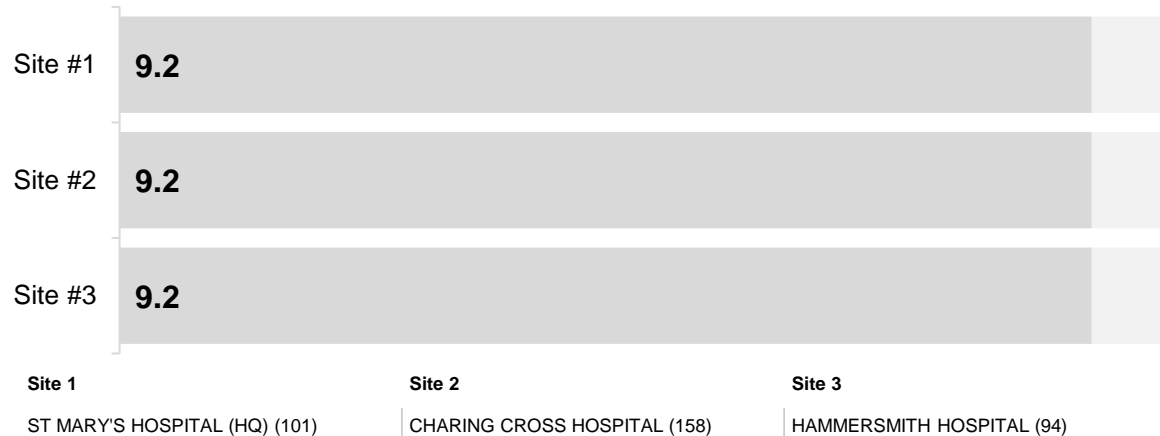 Site #1 9.2
Site #2 9.2
Site #3 9.2
Site 1 Site 2 Site 3
ST MARY'S HOSPITAL (HQ) (101) CHARING CROSS HOSPITAL (158) HAMMERSMITH HOSPITAL (94)